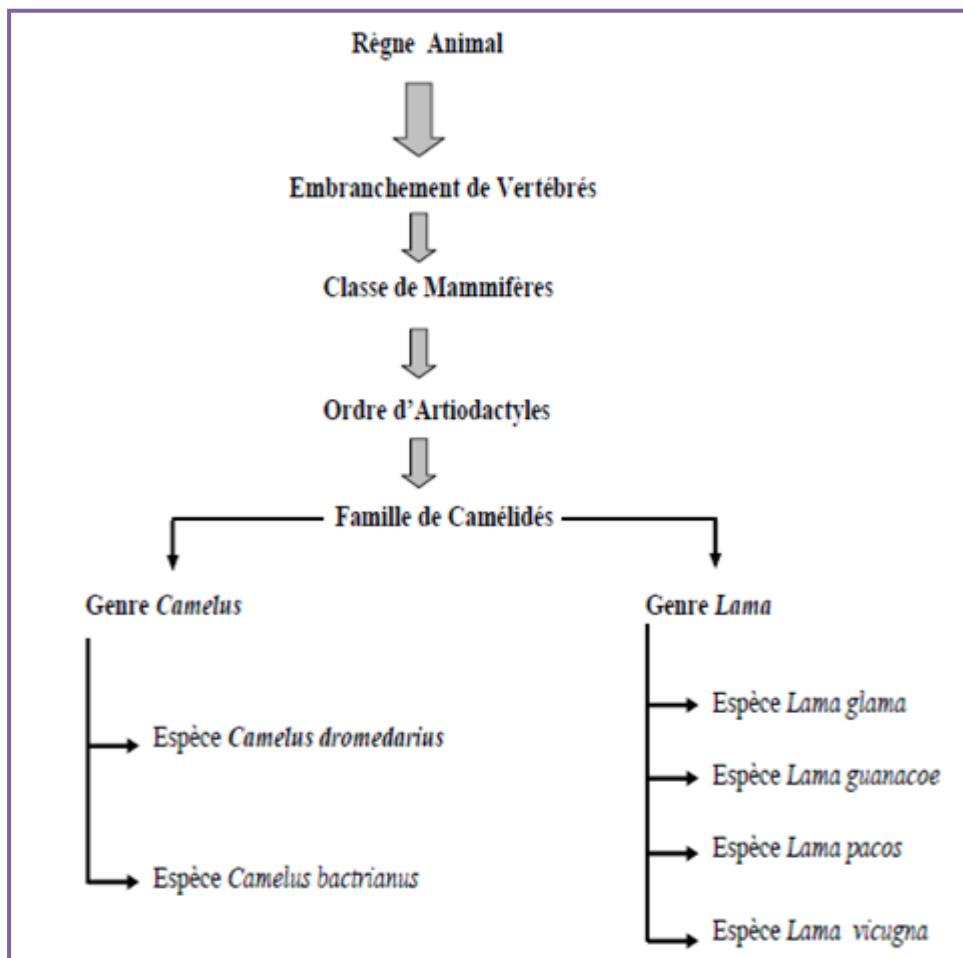 Règne Animal
Embranchement de Vertébrés
Classe de Mammifères
Ordre d'Artiodactyles
Famille de Camélidés
Genre Camelus
Espèce Camelus dromedarius
Espèce Camelus bactrianus
Genre Lama
Espèce Lama glama
Espèce Lama guanacoe
Espèce Lama pacos
Espèce Lama vicugna